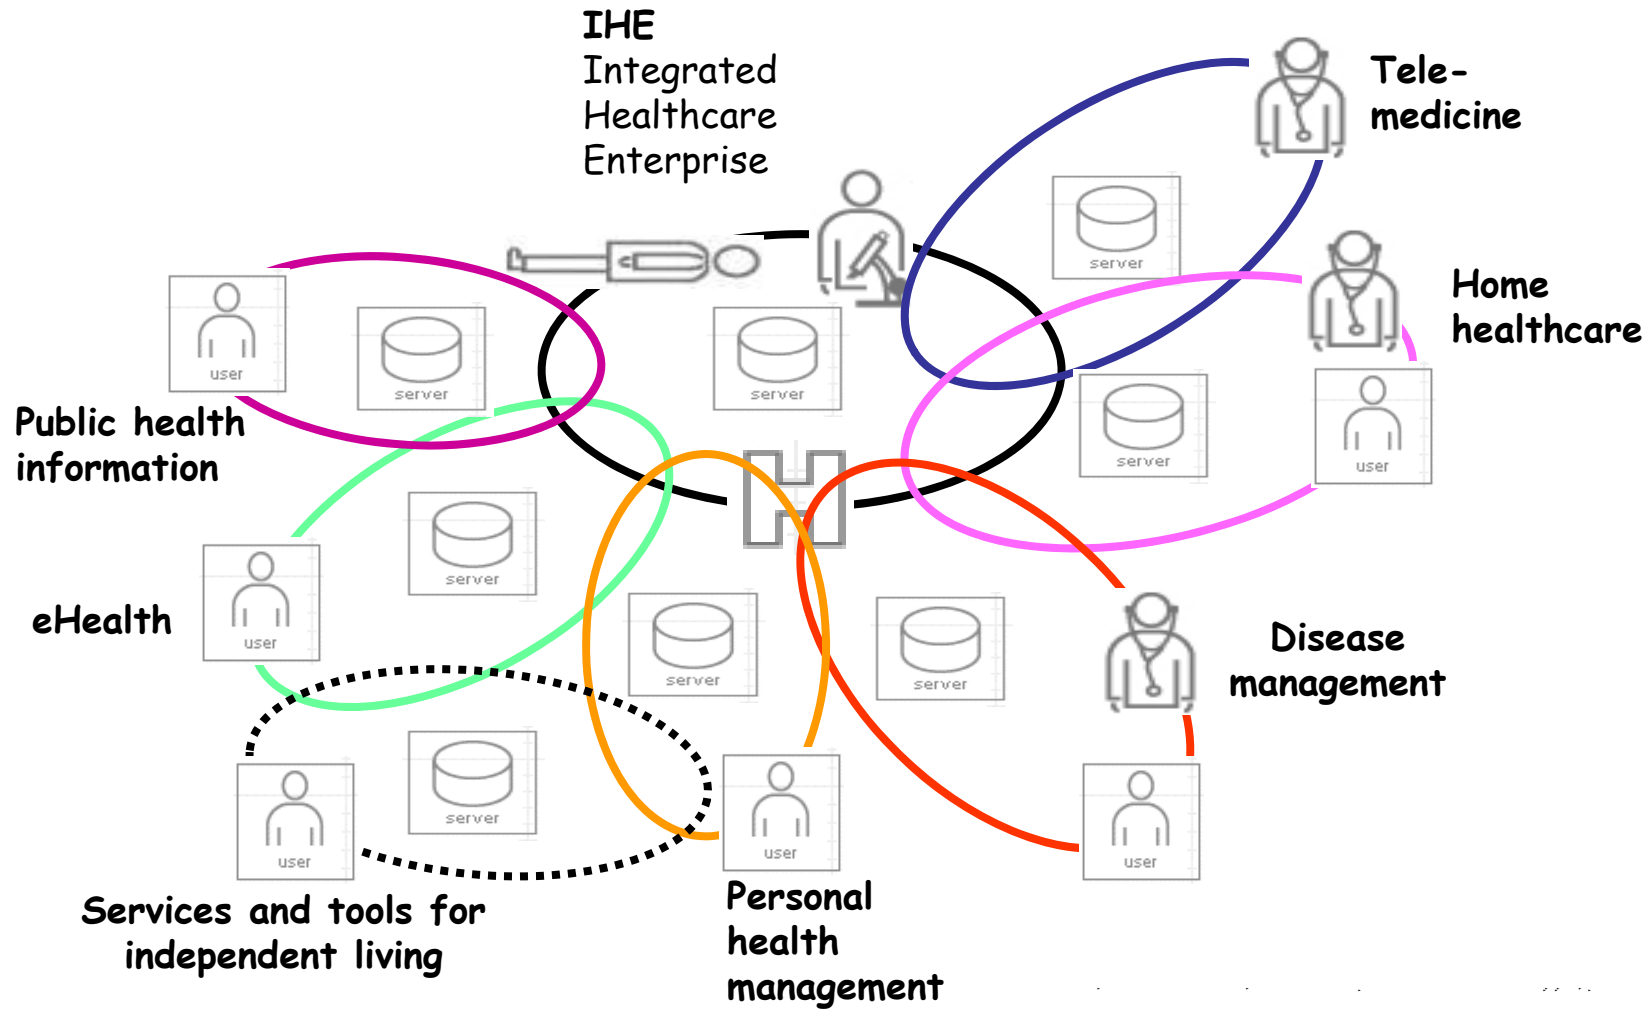 IHE
Integrated
Healthcare
Enterprise
Tele-
medicine
server
Home
healthcare
user
server
server
server
Public health
information
server
user
server
eHealth
user
server
server
Disease
management
server
user
user
user
Services and tools for
independent living
Personal
health
management